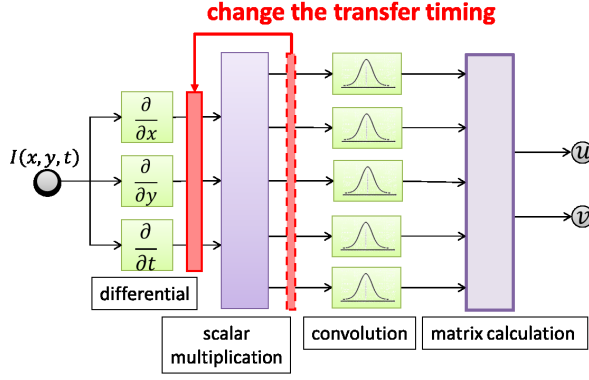 change the transfer timing
I(x, y, t)
∂
∂x
∂
∂y
∂
∂t
u
v
differential
scalar
multiplication
convolution
matrix calculation